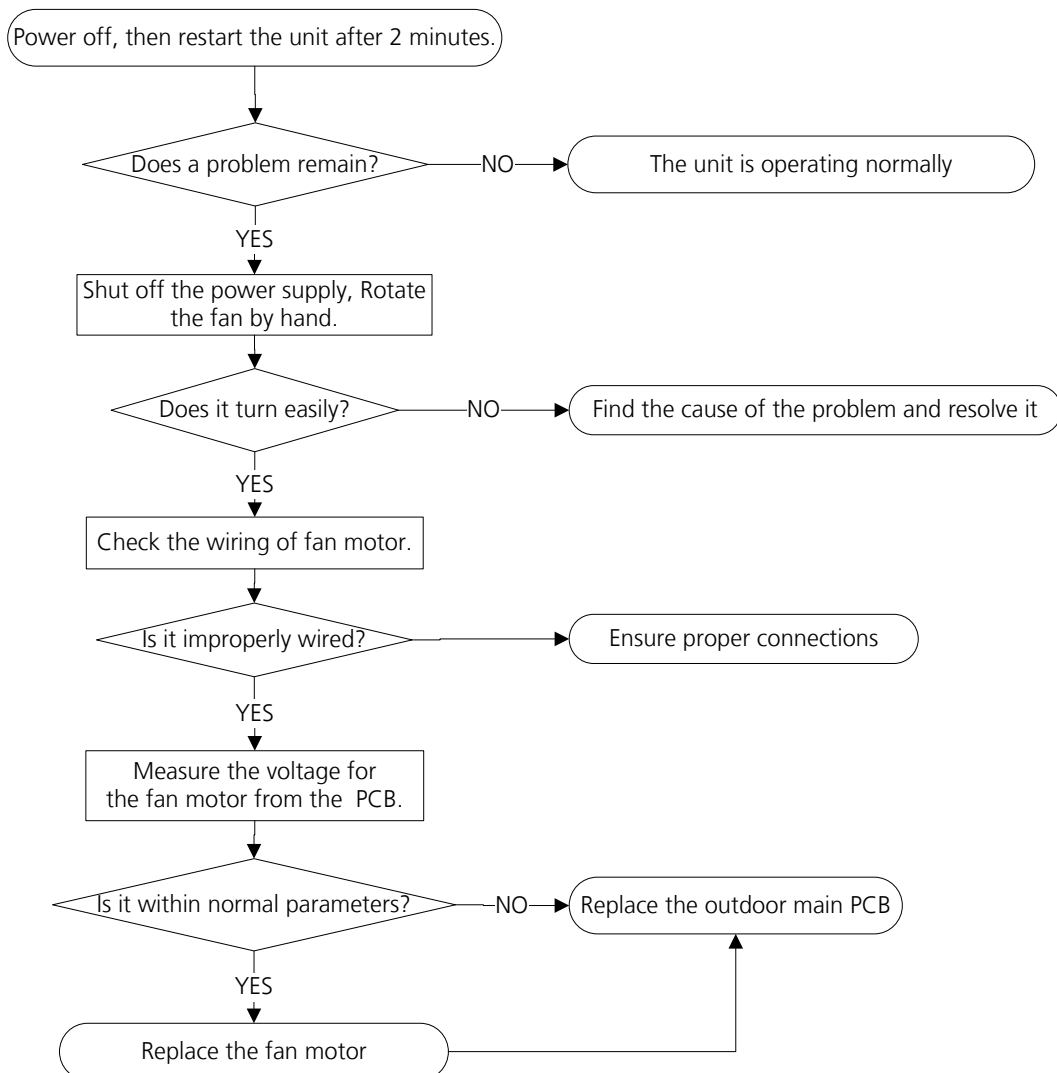 Power off, then restart the unit after 2 minutes.
Does a problem remain?
NO
The unit is operating normally
YES
Shut off the power supply, Rotate
the fan by hand.
Does it turn easily?
NO
Find the cause of the problem and resolve it
YES
Check the wiring of fan motor.
Is it improperly wired?
Ensure proper connections
YES
Measure the voltage for
the fan motor from the PCB.
Is it within normal parameters?
NO
Replace the outdoor main PCB
YES
Replace the fan motor